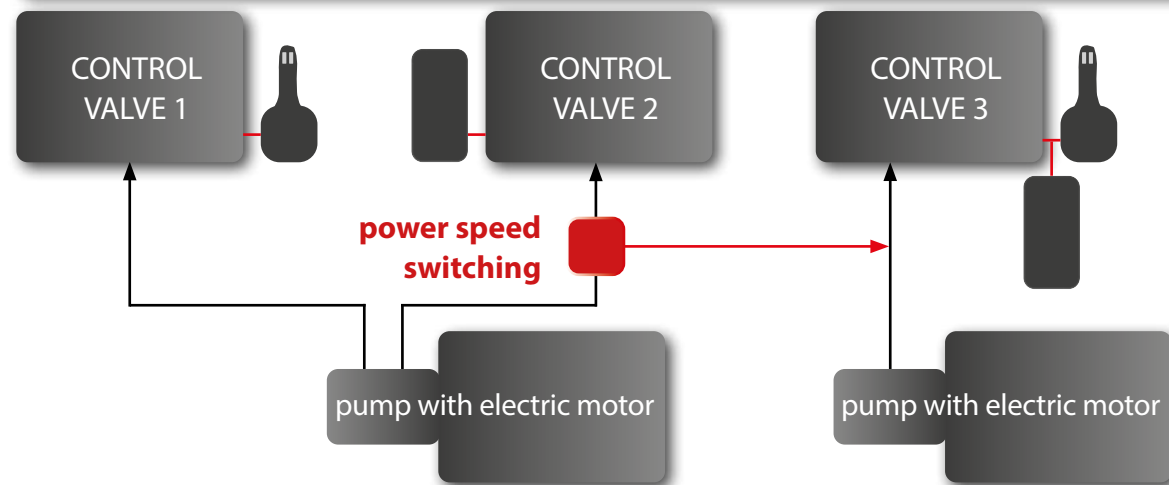 CONTROL
VALVE 1
CONTROL
VALVE 2
CONTROL
VALVE 3
power speed
switching
pump with electric motor
pump with electric motor